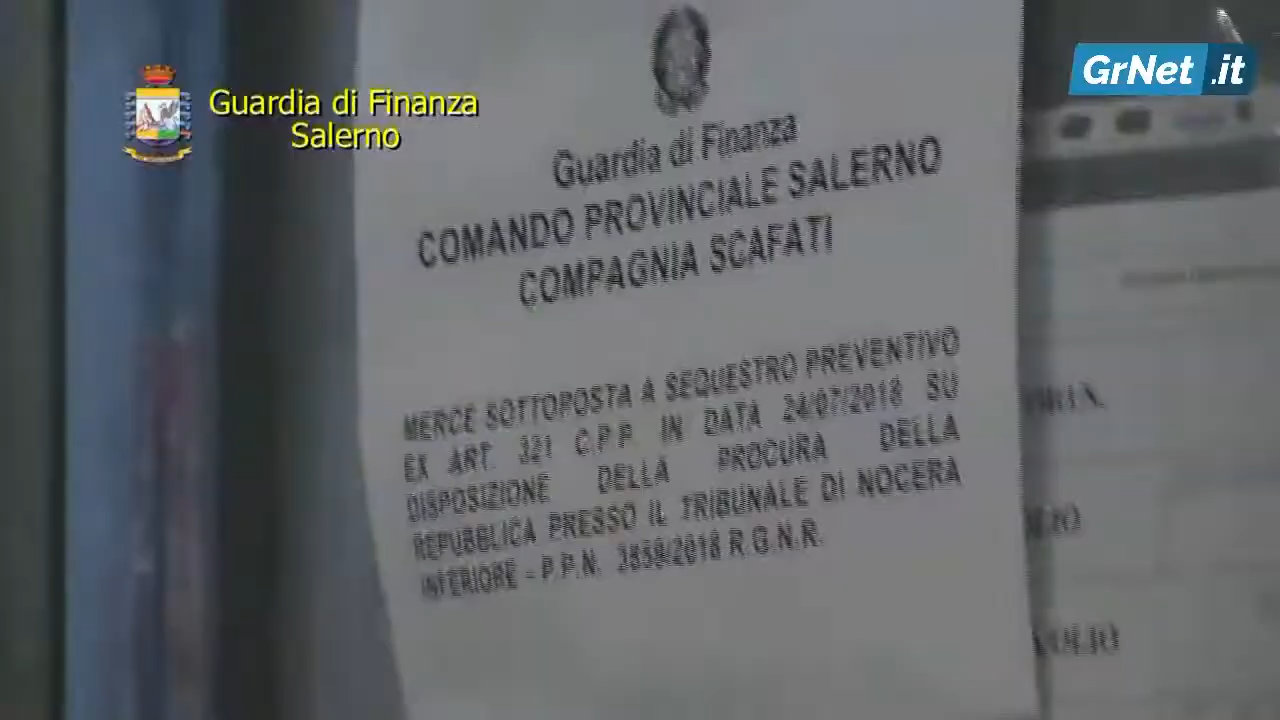 Guardia di Finanza
Salerno
GrNet.it
Guardia di Finanza
COMANDO PROVINCIALE SALERNO
COMPAGNIA SCAFATI
MERCE SOTTOPOSTA A SEQUESTRO PREVENTIVO
EX ART. 321 C.P.P. IN DATA 24/07/2018 SU
DISPOSIZIONE DELLA PROCURA DELLA
REPUBBLICA PRESSO IL TRIBUNALE DI NOCERA
INFERIORE - P.P.N. R.G.N.R.